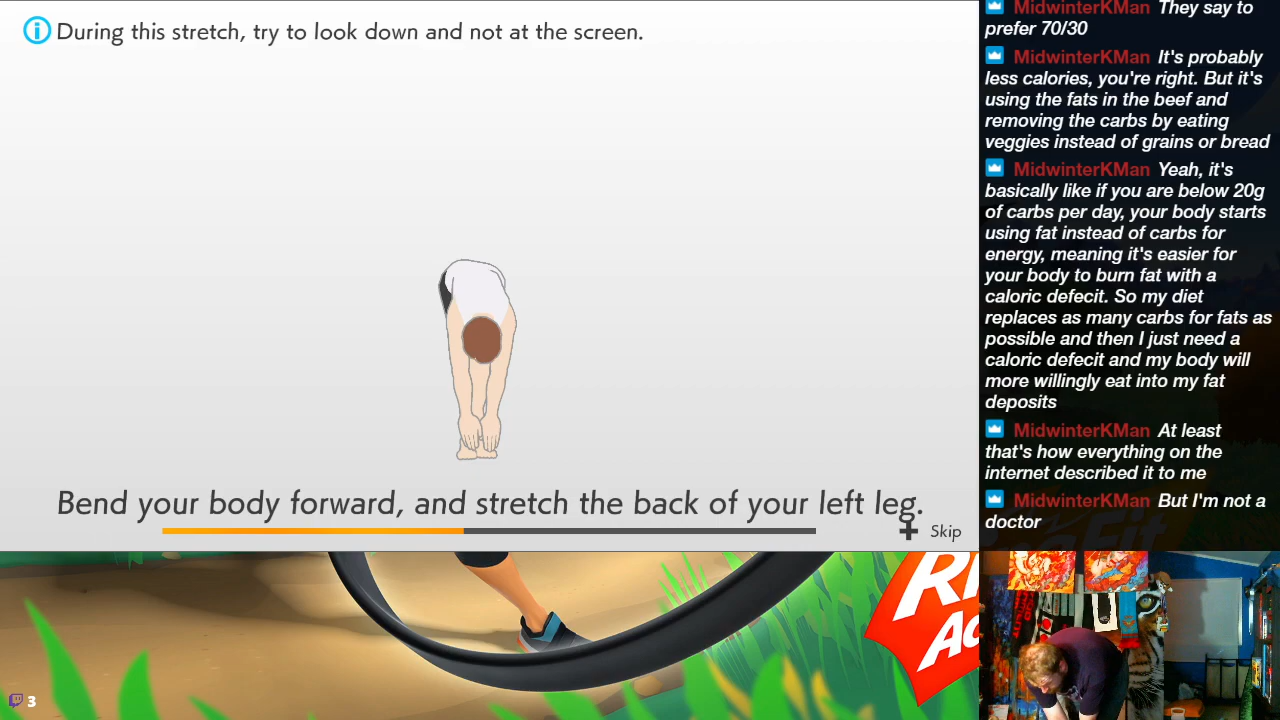 During this stretch, try to look down and not at the screen.
Bend your body forward, and stretch the back of your left leg.
Skip
3
MidwinterKMan They say to
prefer 70/30
MidwinterKMan It's probably
less calories, you're right. But it's
using the fats in the beef and
removing the carbs by eating
veggies instead of grains or bread
MidwinterKMan Yeah, it's
basically like if you are below 20g
of carbs per day, your body starts
using fat instead of carbs for
energy, meaning it's easier for
your body to burn fat with a
caloric defecit. So my diet
replaces as many carbs for fats as
possible and then I just need a
caloric defecit and my body will
more willingly eat into my fat
deposits
MidwinterKMan At least
that's how everything on the
internet described it to me
MidwinterKMan But I'm not a
doctor